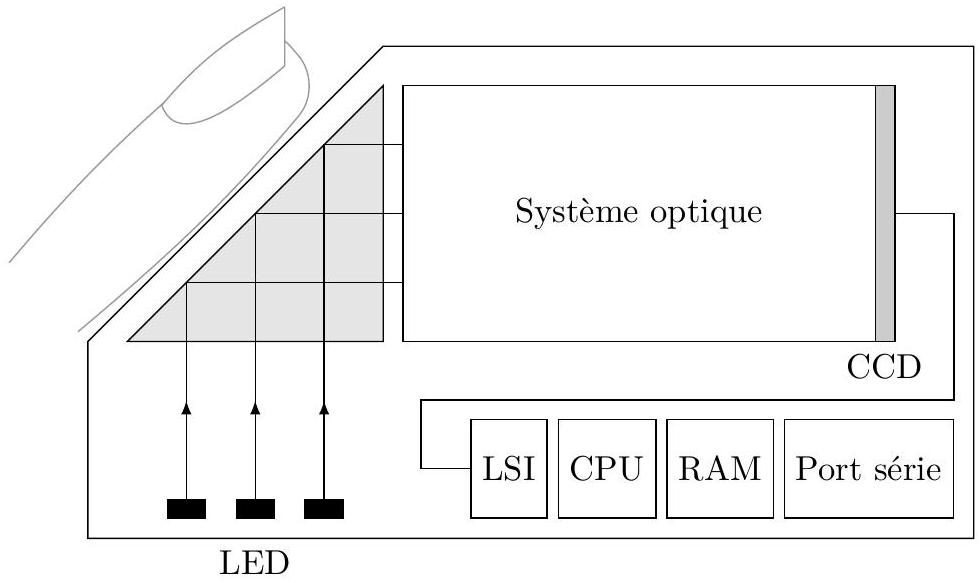 Système optique
CCD
LSI CPU RAM Port série
LED